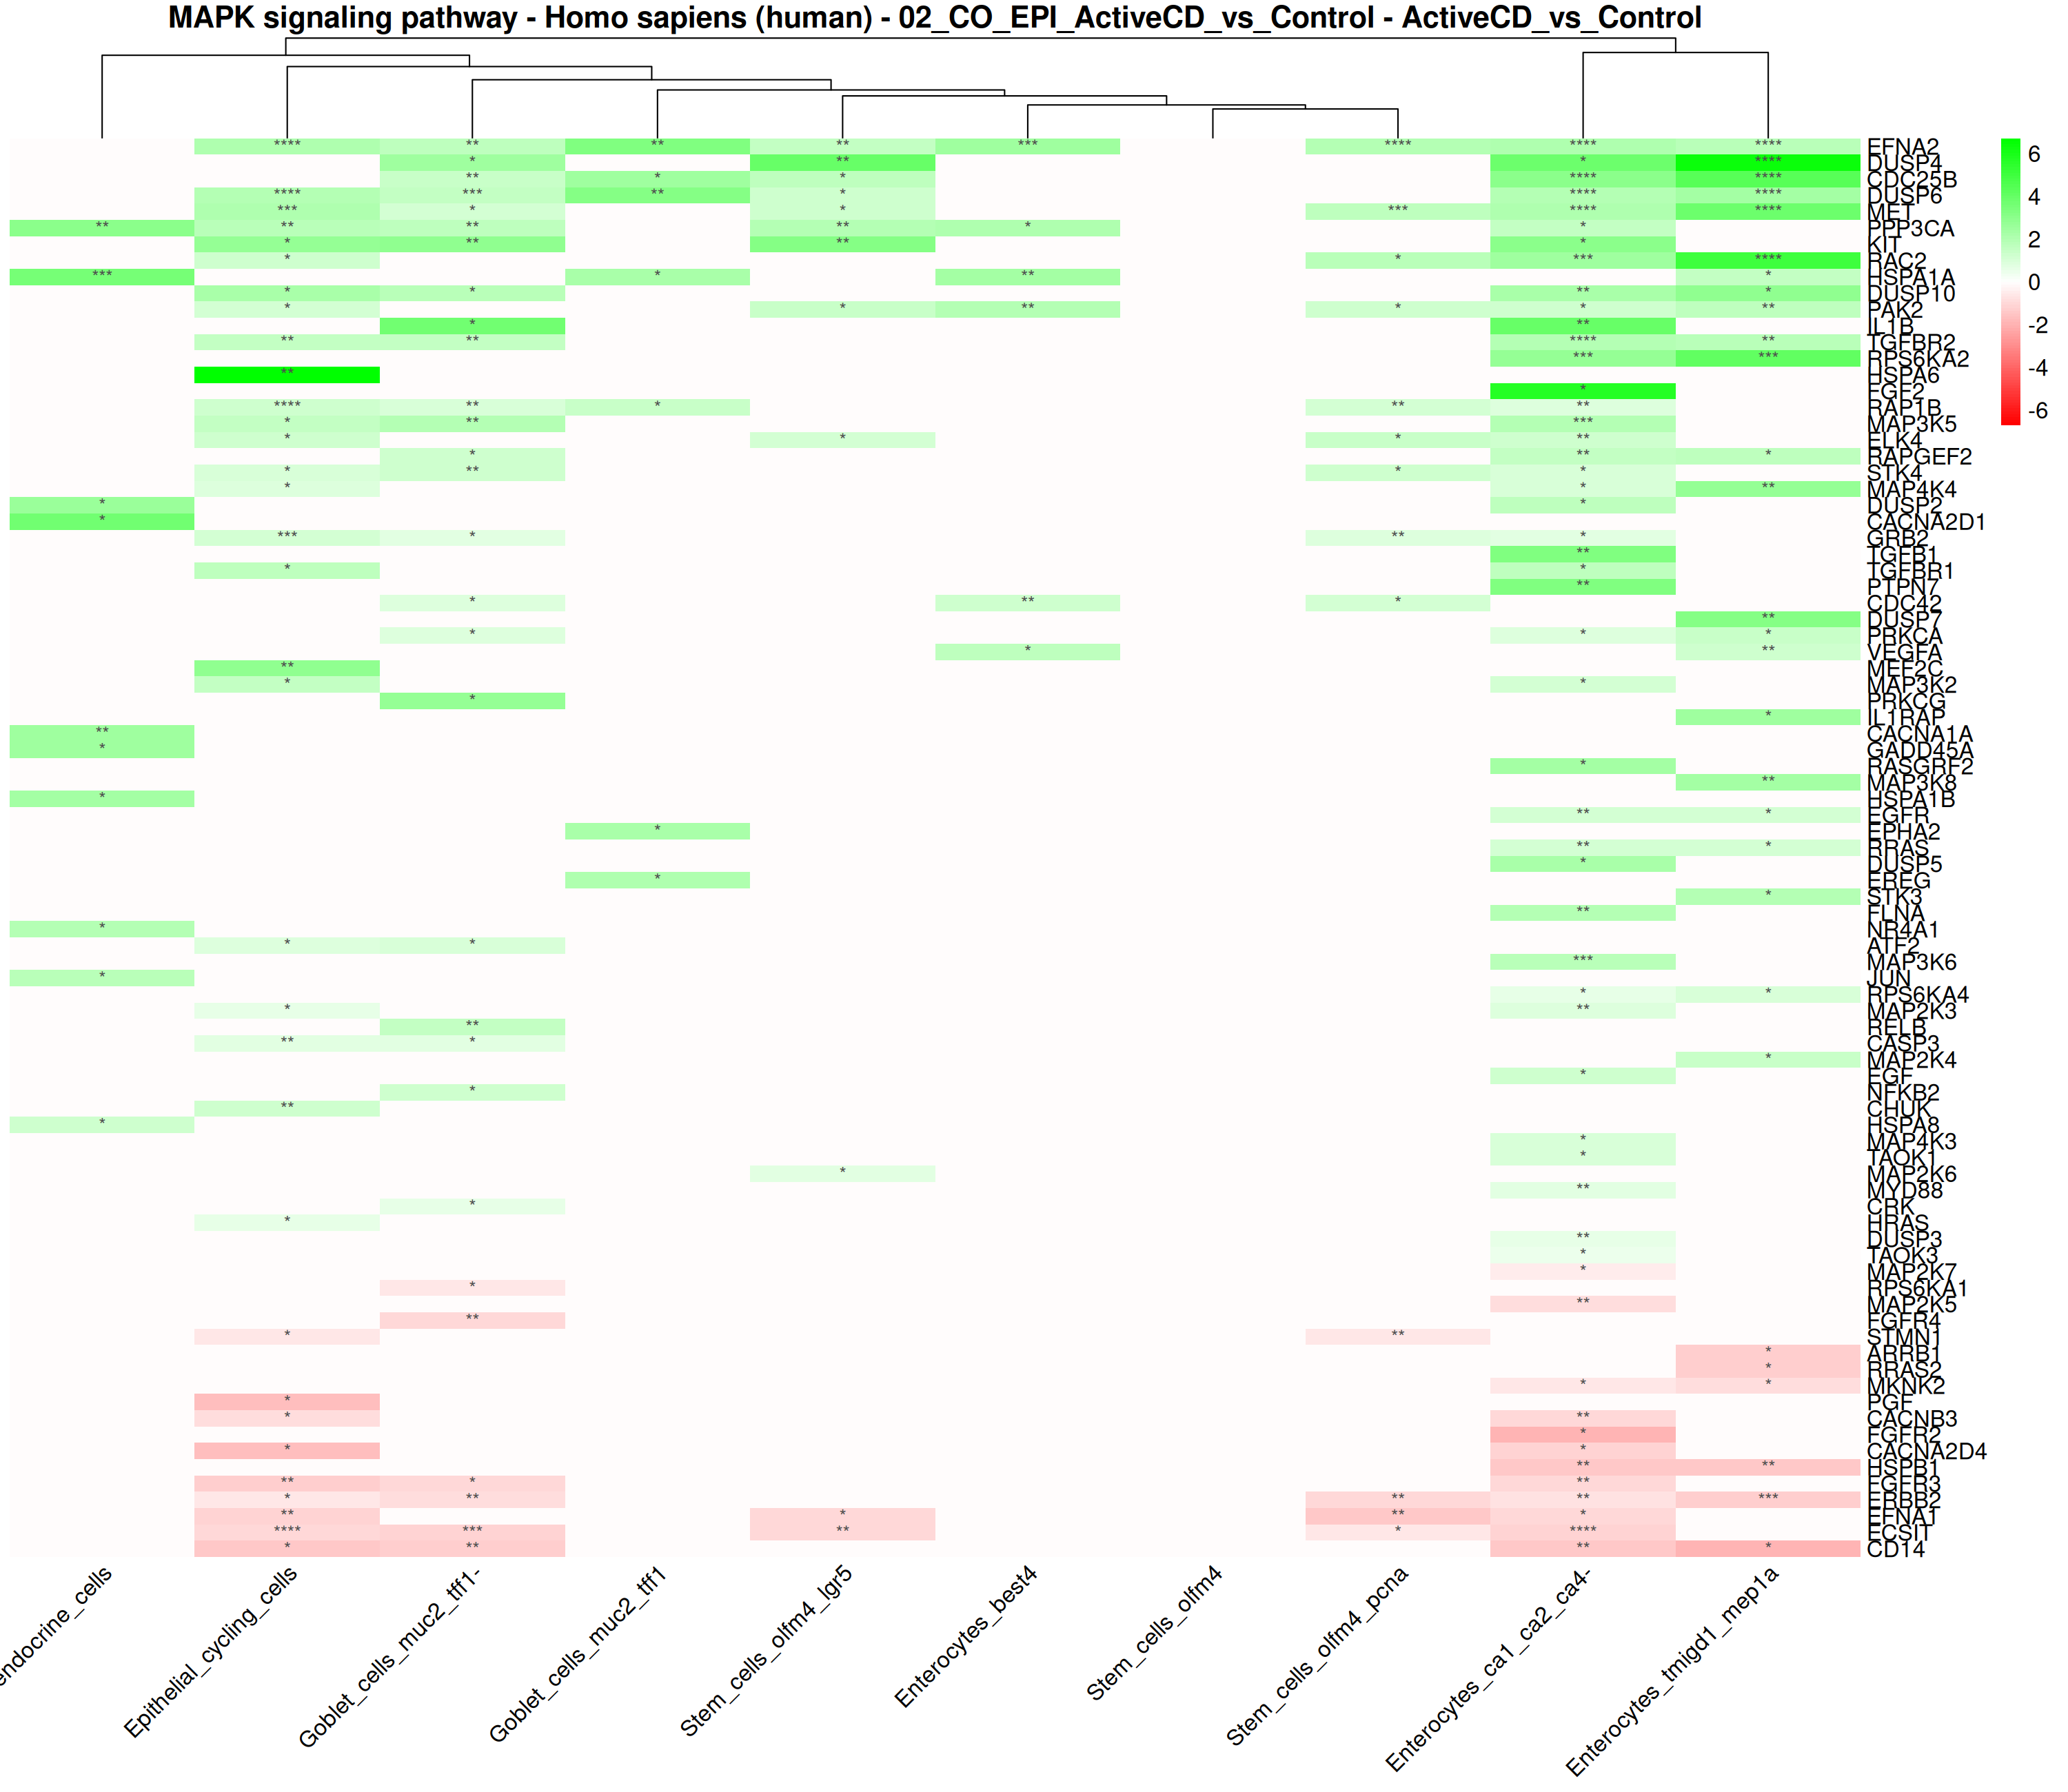 MAPK signaling pathway - Homo sapiens (human) - 02_CO_EPI_ActiveCD_vs_Control - ActiveCD_vs_Control
**** ** ** ** *** **** **** **** EFNA2
* ** * **** DUSP4
** * * **** **** CDC25B
**** *** ** * **** **** DUSP6
*** * * *** **** **** MET
** ** ** ** * * PPP3CA
* ** ** * KIT
* * *** **** RAC2
*** * ** * HSPA1A
* * ** * DUSP10
* * ** * * ** PAK2
* ** IL1B
** ** **** ** TGFBR2
*** *** RPS6KA2
** HSPA6
* FGF2
**** ** * ** ** RAP1B
* ** *** MAP3K5
* * * ** ELK4
* ** * RAPGEF2
* ** * * STK4
* * ** MAP4K4
* * DUSP2
* CACNA2D1
*** * ** * GRB2
** TGFB1
* * TGFBR1
** PTPN7
* ** * CDC42
** DUSP7
* * * PRKCA
* ** VEGFA
** MEF2C
* * MAP3K2
* PRKCG
* IL1RAP
** CACNA1A
* GADD45A
* RASGRF2
** MAP3K8
* HSPA1B
** * EGFR
* EPHA2
** * RRAS
* DUSP5
* EREG
* STK3
** FLNA
* NR4A1
* * ATF2
*** MAP3K6
* JUN
* * RPS6KA4
* ** MAP2K3
** RELB
** * CASP3
* MAP2K4
* EGF
* NFKB2
** CHUK
* HSPA8
* MAP4K3
* TAOK1
* MAP2K6
** MYD88
* CRK
* HRAS
** DUSP3
* TAOK3
* MAP2K7
* RPS6KA1
** MAP2K5
** FGFR4
* ** STMN1
* ARRB1
* RRAS2
* * MKNK2
* PGF
* ** CACNB3
* FGFR2
* * CACNA2D4
** ** HSPB1
** * ** FGFR3
* ** ** ** *** ERBB2
** * ** * EFNA1
**** *** ** * **** ECSIT
* ** ** * CD14
6
4
2
0
-2
-4
-6
endocrine_cells
Epithelial_cycling_cells
Goblet_cells_muc2_tff1-
Goblet_cells_muc2_tff1
Stem_cells_olfm4_lgr5
Enterocytes_best4
Stem_cells_olfm4
Stem_cells_olfm4_pcna
Enterocytes_ca1_ca2_ca4-
Enterocytes_tmigd1_mep1a